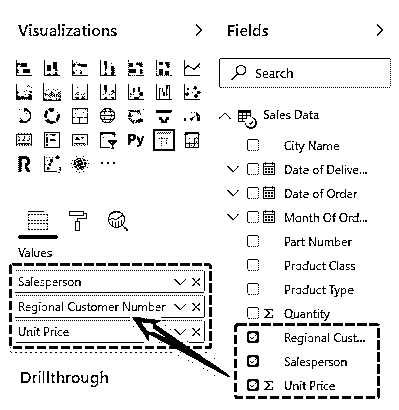 Visualizations
Py
R
...
Values
Salesperson
Regional Customer Number
Unit Price
Drillthrough
Fields
Search
Sales Data
City Name
Date of Delive...
Date of Order
Month Of Ord...
Part Number
Product Class
Product Type
Σ Quantity
Regional Cust...
Salesperson
Σ Unit Price